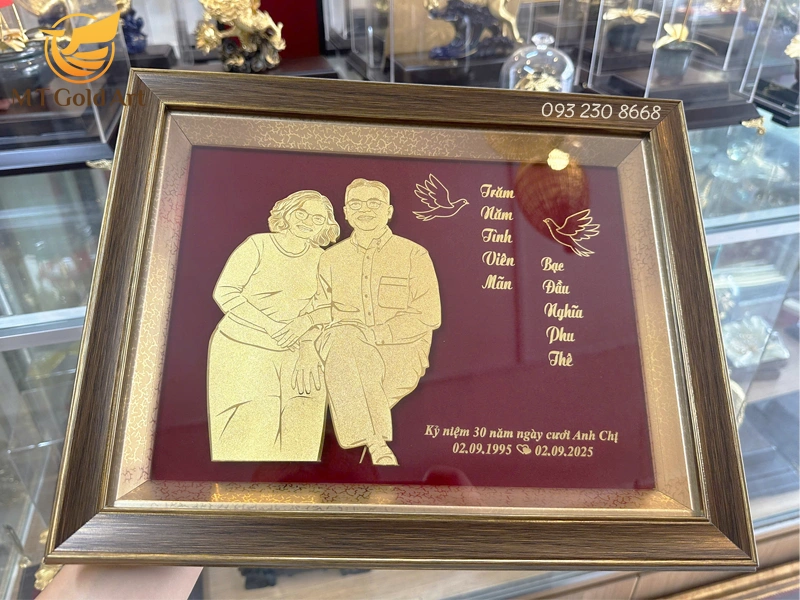 MT Gold Art
093 230 8668
Trăm
Năm
Tình
Viên
Mãn
Bạc
Đầu
Nghĩa
Phu
Thê
Kỷ niệm 30 năm ngày cưới Anh Chị
02.09.1995 02.09.2025